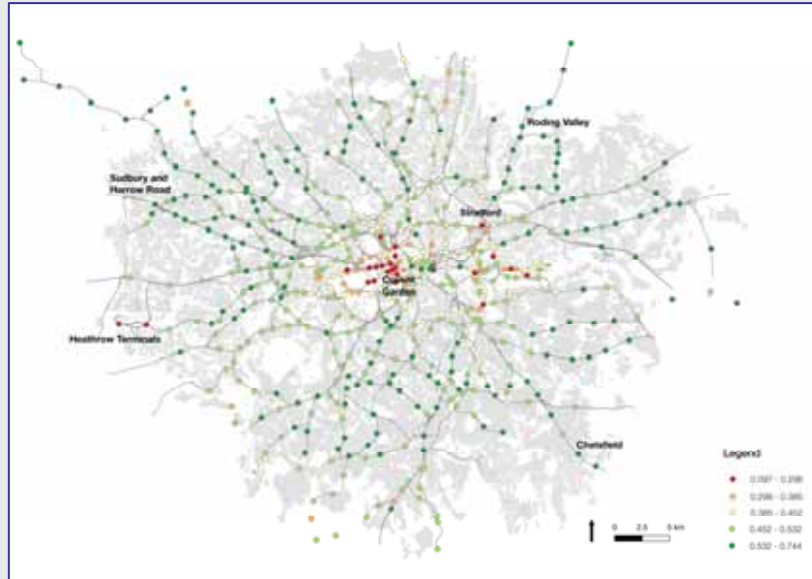 Roding Valley
Sudbury and
Harrow Road
Stratford
Covent
Garden
Heathrow Terminals
Chelsfield
Legend
0.097 - 0.298
0.298 - 0.385
0.385 - 0.452
0.452 - 0.532
0.532 - 0.744
0 2.5 5 km